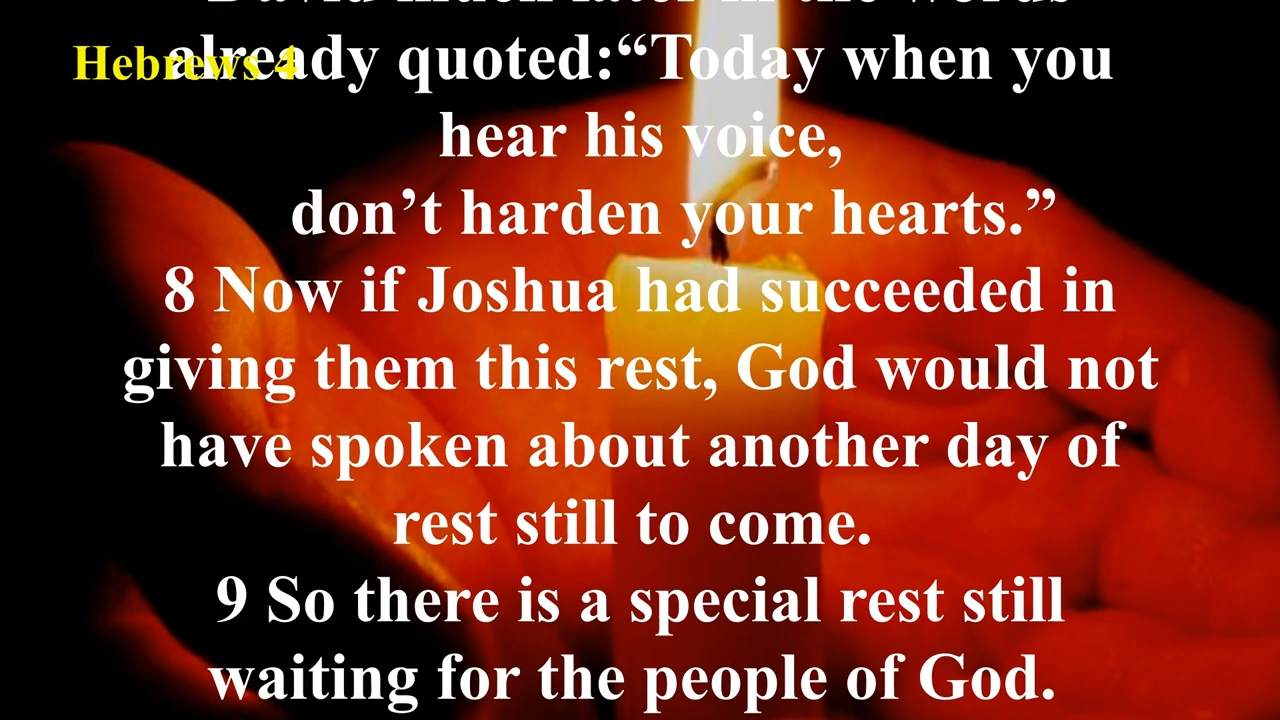 David much later in the words
Hebrews 4
already quoted:“Today when you
hear his voice,
don’t harden your hearts.”
8 Now if Joshua had succeeded in
giving them this rest, God would not
have spoken about another day of
rest still to come.
9 So there is a special rest still
waiting for the people of God.